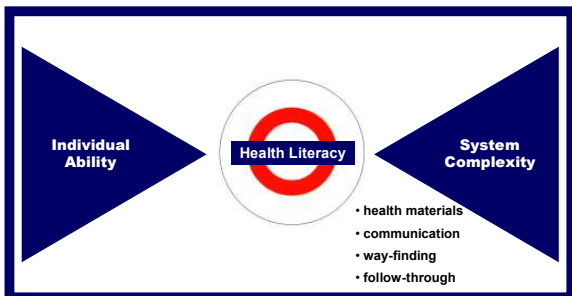 Individual
Ability
Health Literacy
System
Complexity
• health materials
• communication
• way-finding
• follow-through